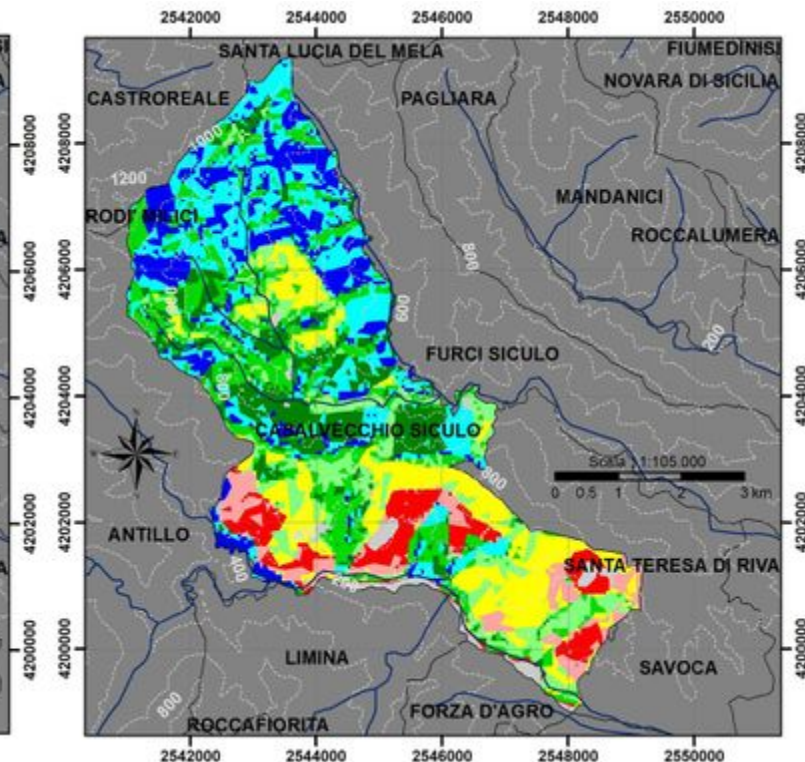 2542000 2544000 2546000 2548000 2550000
SANTA LUCIA DEL MELA
FIUMEDINISI
NOVARA DI SICILIA
CASTROREALE
PAGLIARA
4208000
4208000
1000
1200
MANDANICI
RODI' MILICI
ROCCALUMERA
800
4206000
4206000
600
200
FURCI SICULO
4204000
4204000
CASALVECCHIO SICULO
Scala 1:105.000
600
0 0.5 1 2 3 km
4202000
4202000
ANTILLO
SANTA TERESA DI RIVA
400
4200000
4200000
LIMINA
SAVOCA
800
FORZA D'AGRO'
ROCCAFIORITA
2542000 2544000 2546000 2548000 2550000